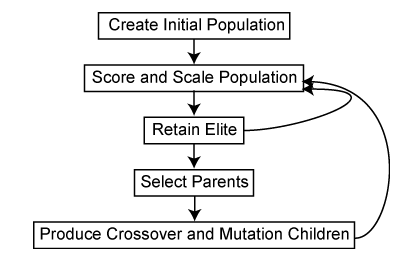 Create Initial Population
Score and Scale Population
Retain Elite
Select Parents
Produce Crossover and Mutation Children